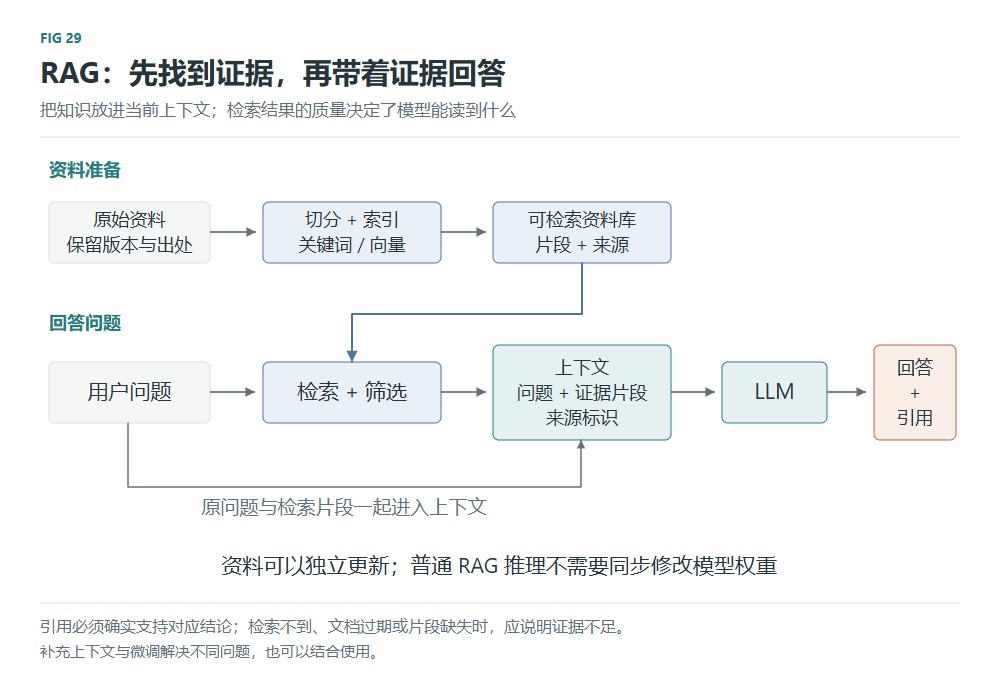 FIG 29
RAG：先找到证据，再带着证据回答
把知识放进当前上下文；检索结果的质量决定了模型能读到什么
资料准备
原始资料
保留版本与出处
切分 + 索引
关键词 / 向量
可检索资料库
片段 + 来源
回答问题
用户问题
检索 + 筛选
上下文
问题 + 证据片段
来源标识
LLM
回答
+
引用
原问题与检索片段一起进入上下文
资料可以独立更新；普通 RAG 推理不需要同步修改模型权重
引用必须确实支持对应结论；检索不到、文档过期或片段缺失时，应说明证据不足。
补充上下文与微调解决不同问题，也可以结合使用。